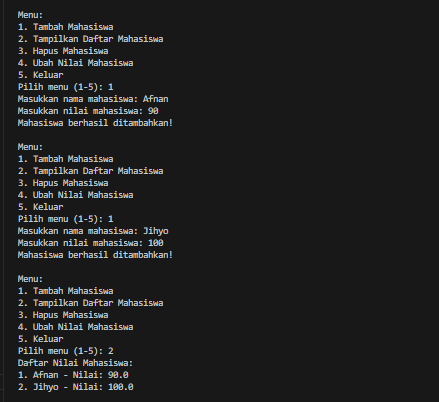 Menu:
1. Tambah Mahasiswa
2. Tampilkan Daftar Mahasiswa
3. Hapus Mahasiswa
4. Ubah Nilai Mahasiswa
5. Keluar
Pilih menu (1-5): 1
Masukkan nama mahasiswa: Afnan
Masukkan nilai mahasiswa: 90
Mahasiswa berhasil ditambahkan!

Menu:
1. Tambah Mahasiswa
2. Tampilkan Daftar Mahasiswa
3. Hapus Mahasiswa
4. Ubah Nilai Mahasiswa
5. Keluar
Pilih menu (1-5): 1
Masukkan nama mahasiswa: Jihyo
Masukkan nilai mahasiswa: 100
Mahasiswa berhasil ditambahkan!

Menu:
1. Tambah Mahasiswa
2. Tampilkan Daftar Mahasiswa
3. Hapus Mahasiswa
4. Ubah Nilai Mahasiswa
5. Keluar
Pilih menu (1-5): 2
Daftar Nilai Mahasiswa:
1. Afnan - Nilai: 90.0
2. Jihyo - Nilai: 100.0